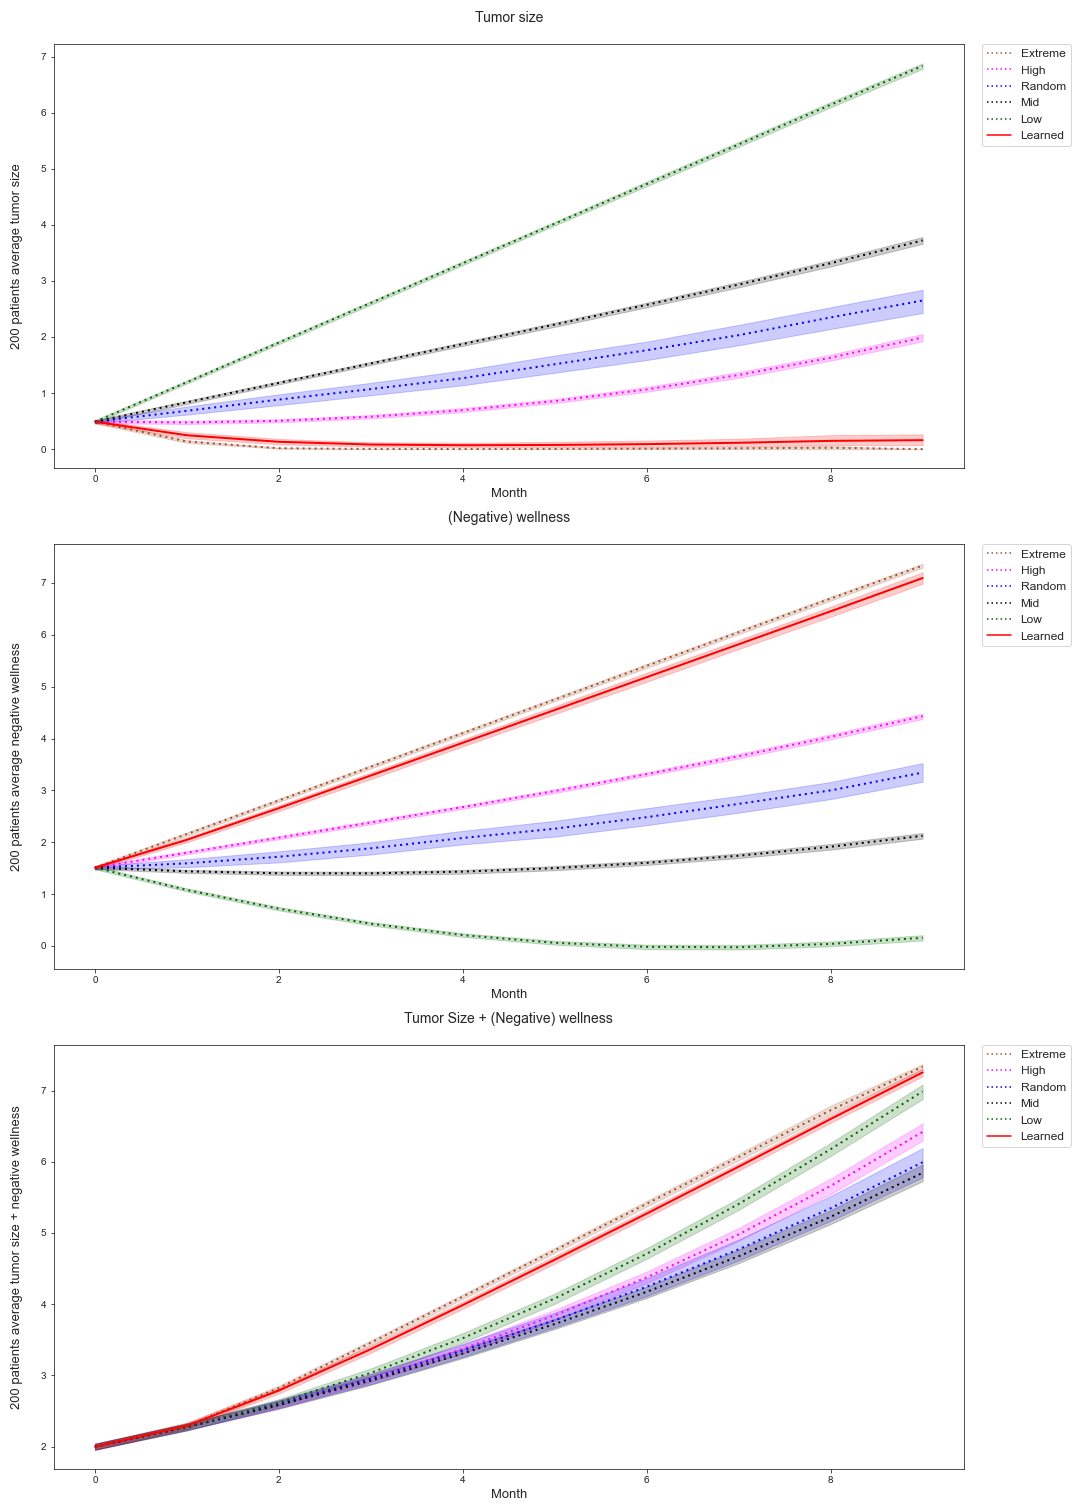 Tumor size
7
6
5
4
3
2
1
0
200 patients average tumor size
0 2 4 6 8
Month
Extreme
High
Random
Mid
Low
Learned
(Negative) wellness
7
6
5
4
3
2
1
0
200 patients average negative wellness
0 2 4 6 8
Month
Extreme
High
Random
Mid
Low
Learned
Tumor Size + (Negative) wellness
7
6
5
4
3
2
200 patients average tumor size + negative wellness
0 2 4 6 8
Month
Extreme
High
Random
Mid
Low
Learned